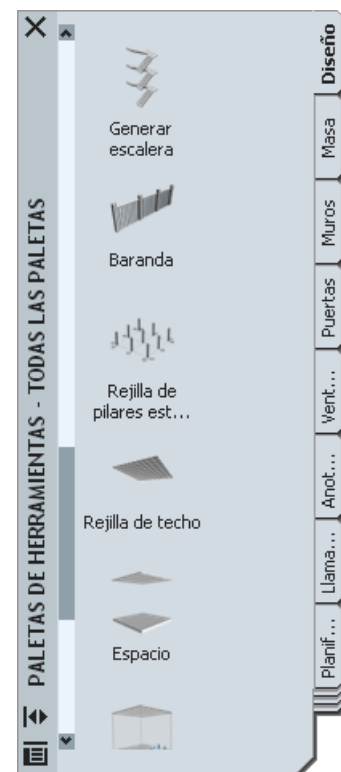 PALETAS DE HERRAMIENTAS - TODAS LAS PALETAS
Generar
escalera
Baranda
Rejilla de
pilares est...
Rejilla de techo
Espacio
Diseño
Masa
Muros
Puertas
Vent...
Anot...
Llama...
Planif...